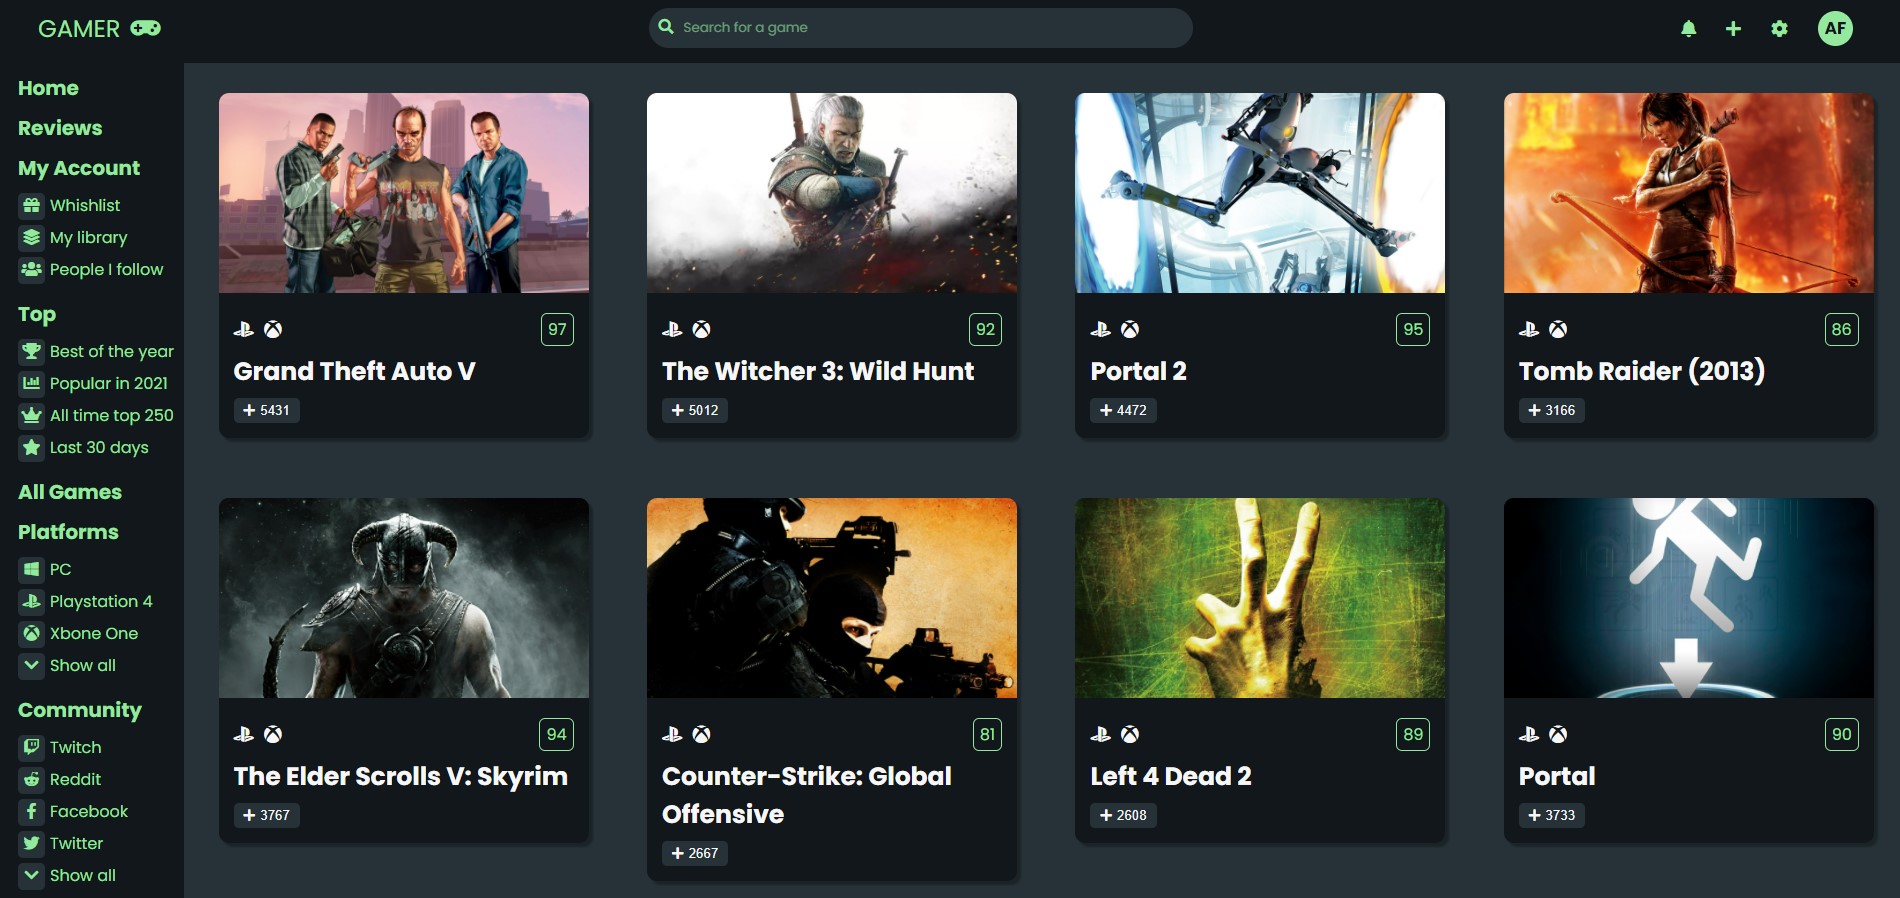 GAMER
Search for a game
AF
Home
Reviews
My Account
Whishlist
My library
People I follow
Top
Best of the year
Popular in 2021
All time top 250
Last 30 days
All Games
Platforms
PC
Playstation 4
Xbone One
Show all
Community
Twitch
Reddit
Facebook
Twitter
Show all
97
Grand Theft Auto V
5431
92
The Witcher 3: Wild Hunt
5012
95
Portal 2
4472
86
Tomb Raider (2013)
3166
94
The Elder Scrolls V: Skyrim
3767
81
Counter-Strike: Global
Offensive
2667
89
Left 4 Dead 2
2608
90
Portal
3733